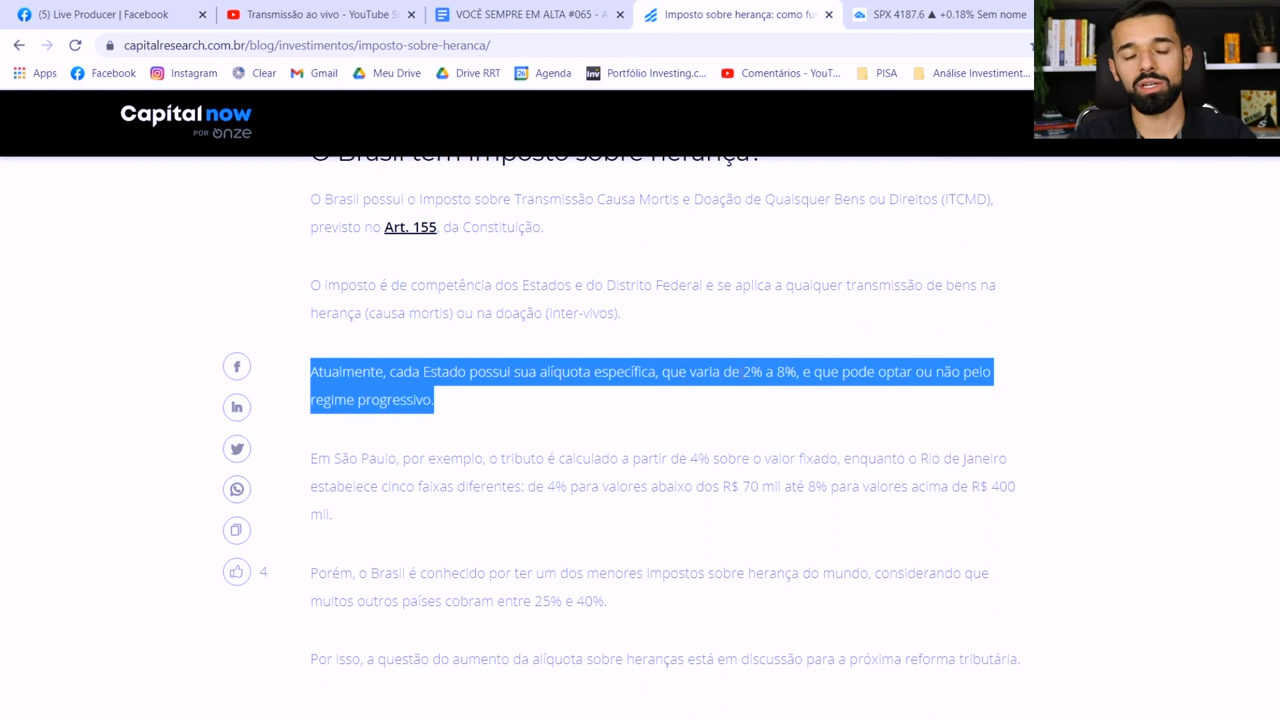 (5) Live Producer | Facebook
Transmissão ao vivo - YouTube S
VOCÊ SEMPRE EM ALTA #065 - A
Imposto sobre herança: como fu
SPX 4187.6 ▲ +0.18% Sem nome
capitalresearch.com.br/blog/investimentos/imposto-sobre-heranca/
Apps
Facebook
Instagram
Clear
Gmail
Meu Drive
Drive RRT
Agenda
Portfólio Investing.c...
Comentários - YouT...
PISA
Análise Investiment...
Capital now
POR ONZE
O Brasil tem imposto sobre herança?
O Brasil possui o Imposto sobre Transmissão Causa Mortis e Doação de Quaisquer Bens ou Direitos (ITCMD),
previsto no Art. 155, da Constituição.
O imposto é de competência dos Estados e do Distrito Federal e se aplica a qualquer transmissão de bens na
herança (causa mortis) ou na doação (inter-vivos).
Atualmente, cada Estado possui sua alíquota específica, que varia de 2% a 8%, e que pode optar ou não pelo
regime progressivo.
Em São Paulo, por exemplo, o tributo é calculado a partir de 4% sobre o valor fixado, enquanto o Rio de Janeiro
estabelece cinco faixas diferentes: de 4% para valores abaixo dos R$ 70 mil até 8% para valores acima de R$ 400
mil.
4
Porém, o Brasil é conhecido por ter um dos menores impostos sobre herança do mundo, considerando que
muitos outros países cobram entre 25% e 40%.
Por isso, a questão do aumento da alíquota sobre heranças está em discussão para a próxima reforma tributária.